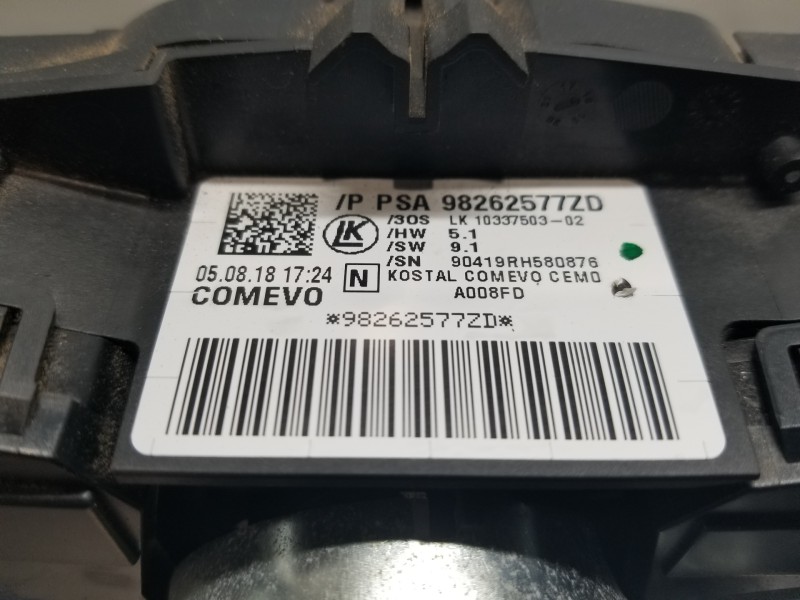 /P PSA 98262577ZD
/3OS LK 10337503-02
LK
/HW 5.1
/SW 9.1
/SN 90419RH580876
05.08.18 17:24 N KOSTAL COMEVO CEMO
COMEVO A008FD
*98262577ZD*